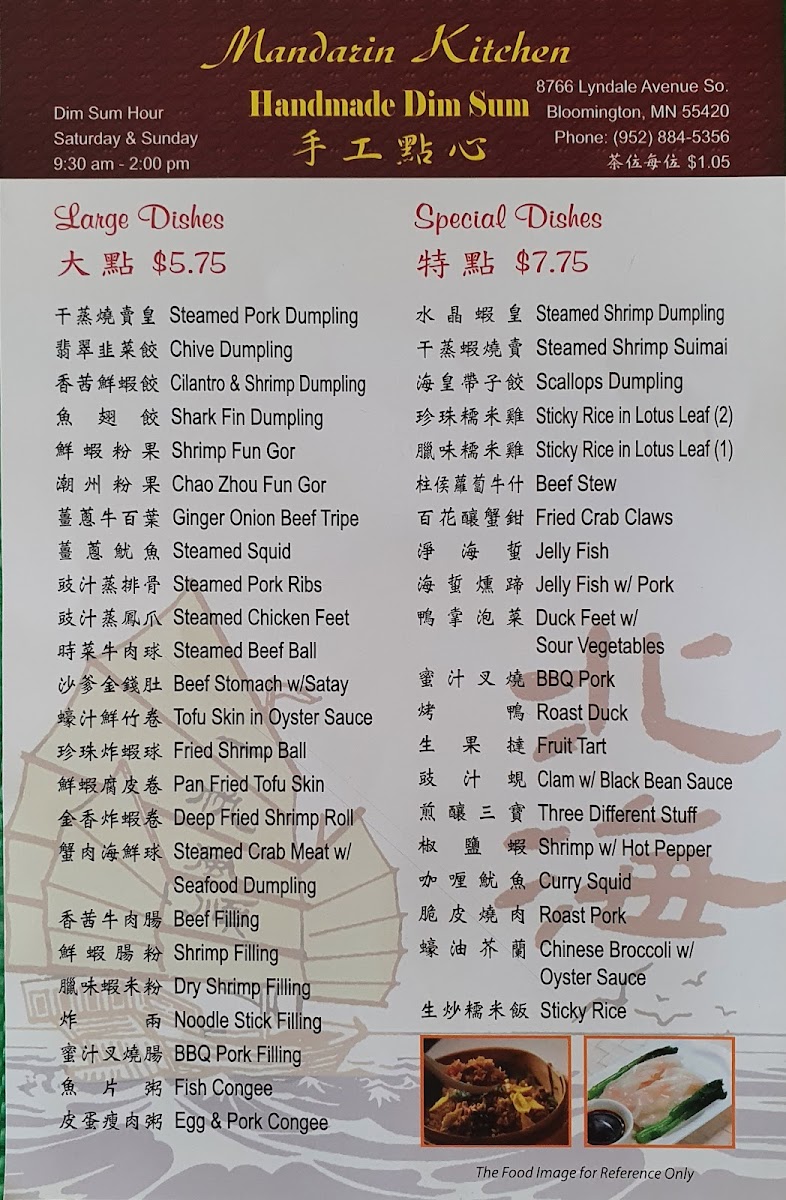 Mandarin Kitchen
Handmade Dim Sum
手工點心
Dim Sum Hour
Saturday & Sunday
9:30 am - 2:00 pm
8766 Lyndale Avenue So.
Bloomington, MN 55420
Phone: (952) 884-5356
茶位每位 $1.05
Large Dishes
大點 $5.75
干蒸燒賣皇 Steamed Pork Dumpling
翡翠韭菜餃 Chive Dumpling
香茜鮮蝦餃 Cilantro & Shrimp Dumpling
魚翅餃 Shark Fin Dumpling
鮮蝦粉果 Shrimp Fun Gor
潮州粉果 Chao Zhou Fun Gor
薑蔥牛百葉 Ginger Onion Beef Tripe
薑蔥魷魚 Steamed Squid
豉汁蒸排骨 Steamed Pork Ribs
豉汁蒸鳳爪 Steamed Chicken Feet
時菜牛肉球 Steamed Beef Ball
沙爹金錢肚 Beef Stomach w/Satay
蠔汁鮮竹卷 Tofu Skin in Oyster Sauce
珍珠炸蝦球 Fried Shrimp Ball
鮮蝦腐皮卷 Pan Fried Tofu Skin
金香炸蝦卷 Deep Fried Shrimp Roll
蟹肉海鮮球 Steamed Crab Meat w/
Seafood Dumpling
香茜牛肉腸 Beef Filling
鮮蝦腸粉 Shrimp Filling
臘味蝦米粉 Dry Shrimp Filling
炸兩 Noodle Stick Filling
蜜汁叉燒腸 BBQ Pork Filling
魚片粥 Fish Congee
皮蛋瘦肉粥 Egg & Pork Congee
Special Dishes
特點 $7.75
水晶蝦皇 Steamed Shrimp Dumpling
干蒸蝦燒賣 Steamed Shrimp Suimai
海皇帶子餃 Scallops Dumpling
珍珠糯米雞 Sticky Rice in Lotus Leaf (2)
臘味糯米雞 Sticky Rice in Lotus Leaf (1)
柱侯蘿蔔牛什 Beef Stew
百花釀蟹鉗 Fried Crab Claws
淨海蜇 Jelly Fish
海蜇燻蹄 Jelly Fish w/ Pork
鴨掌泡菜 Duck Feet w/
Sour Vegetables
蜜汁叉燒 BBQ Pork
烤鴨 Roast Duck
生果撻 Fruit Tart
豉汁蜆 Clam w/ Black Bean Sauce
煎釀三寶 Three Different Stuff
椒鹽蝦 Shrimp w/ Hot Pepper
咖喱魷魚 Curry Squid
脆皮燒肉 Roast Pork
蠔油芥蘭 Chinese Broccoli w/
Oyster Sauce
生炒糯米飯 Sticky Rice
北海
The Food Image for Reference Only